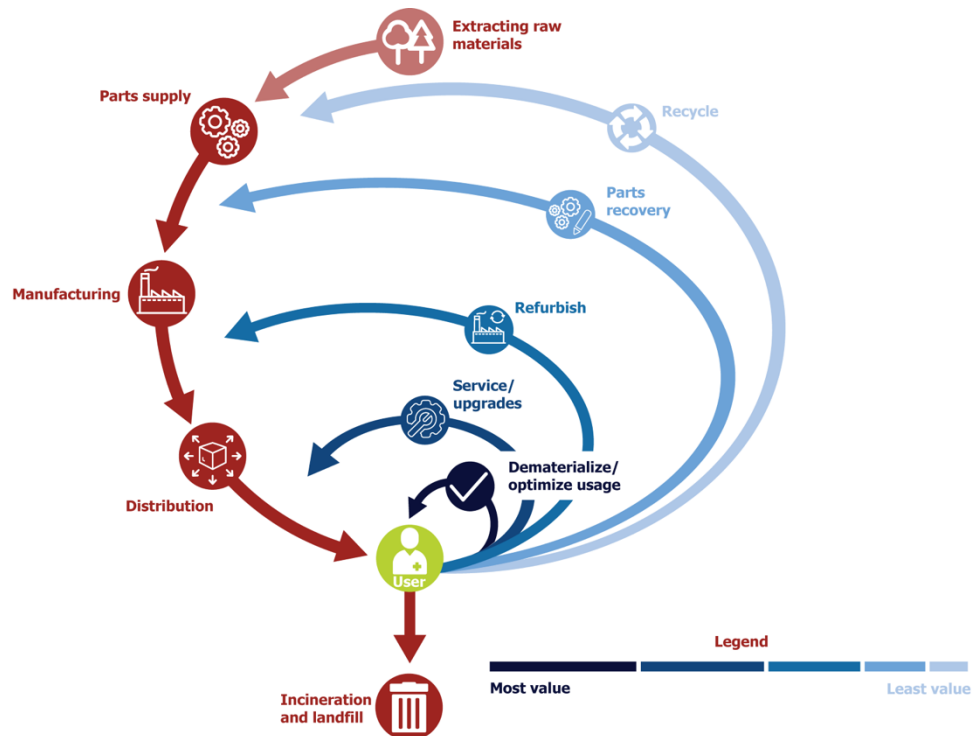 Extracting raw
materials
Parts supply
Recycle
Parts
recovery
Manufacturing
Refurbish
Service/
upgrades
Dematerialize/
optimize usage
Distribution
User
Legend
Most value
Least value
Incineration
and landfill